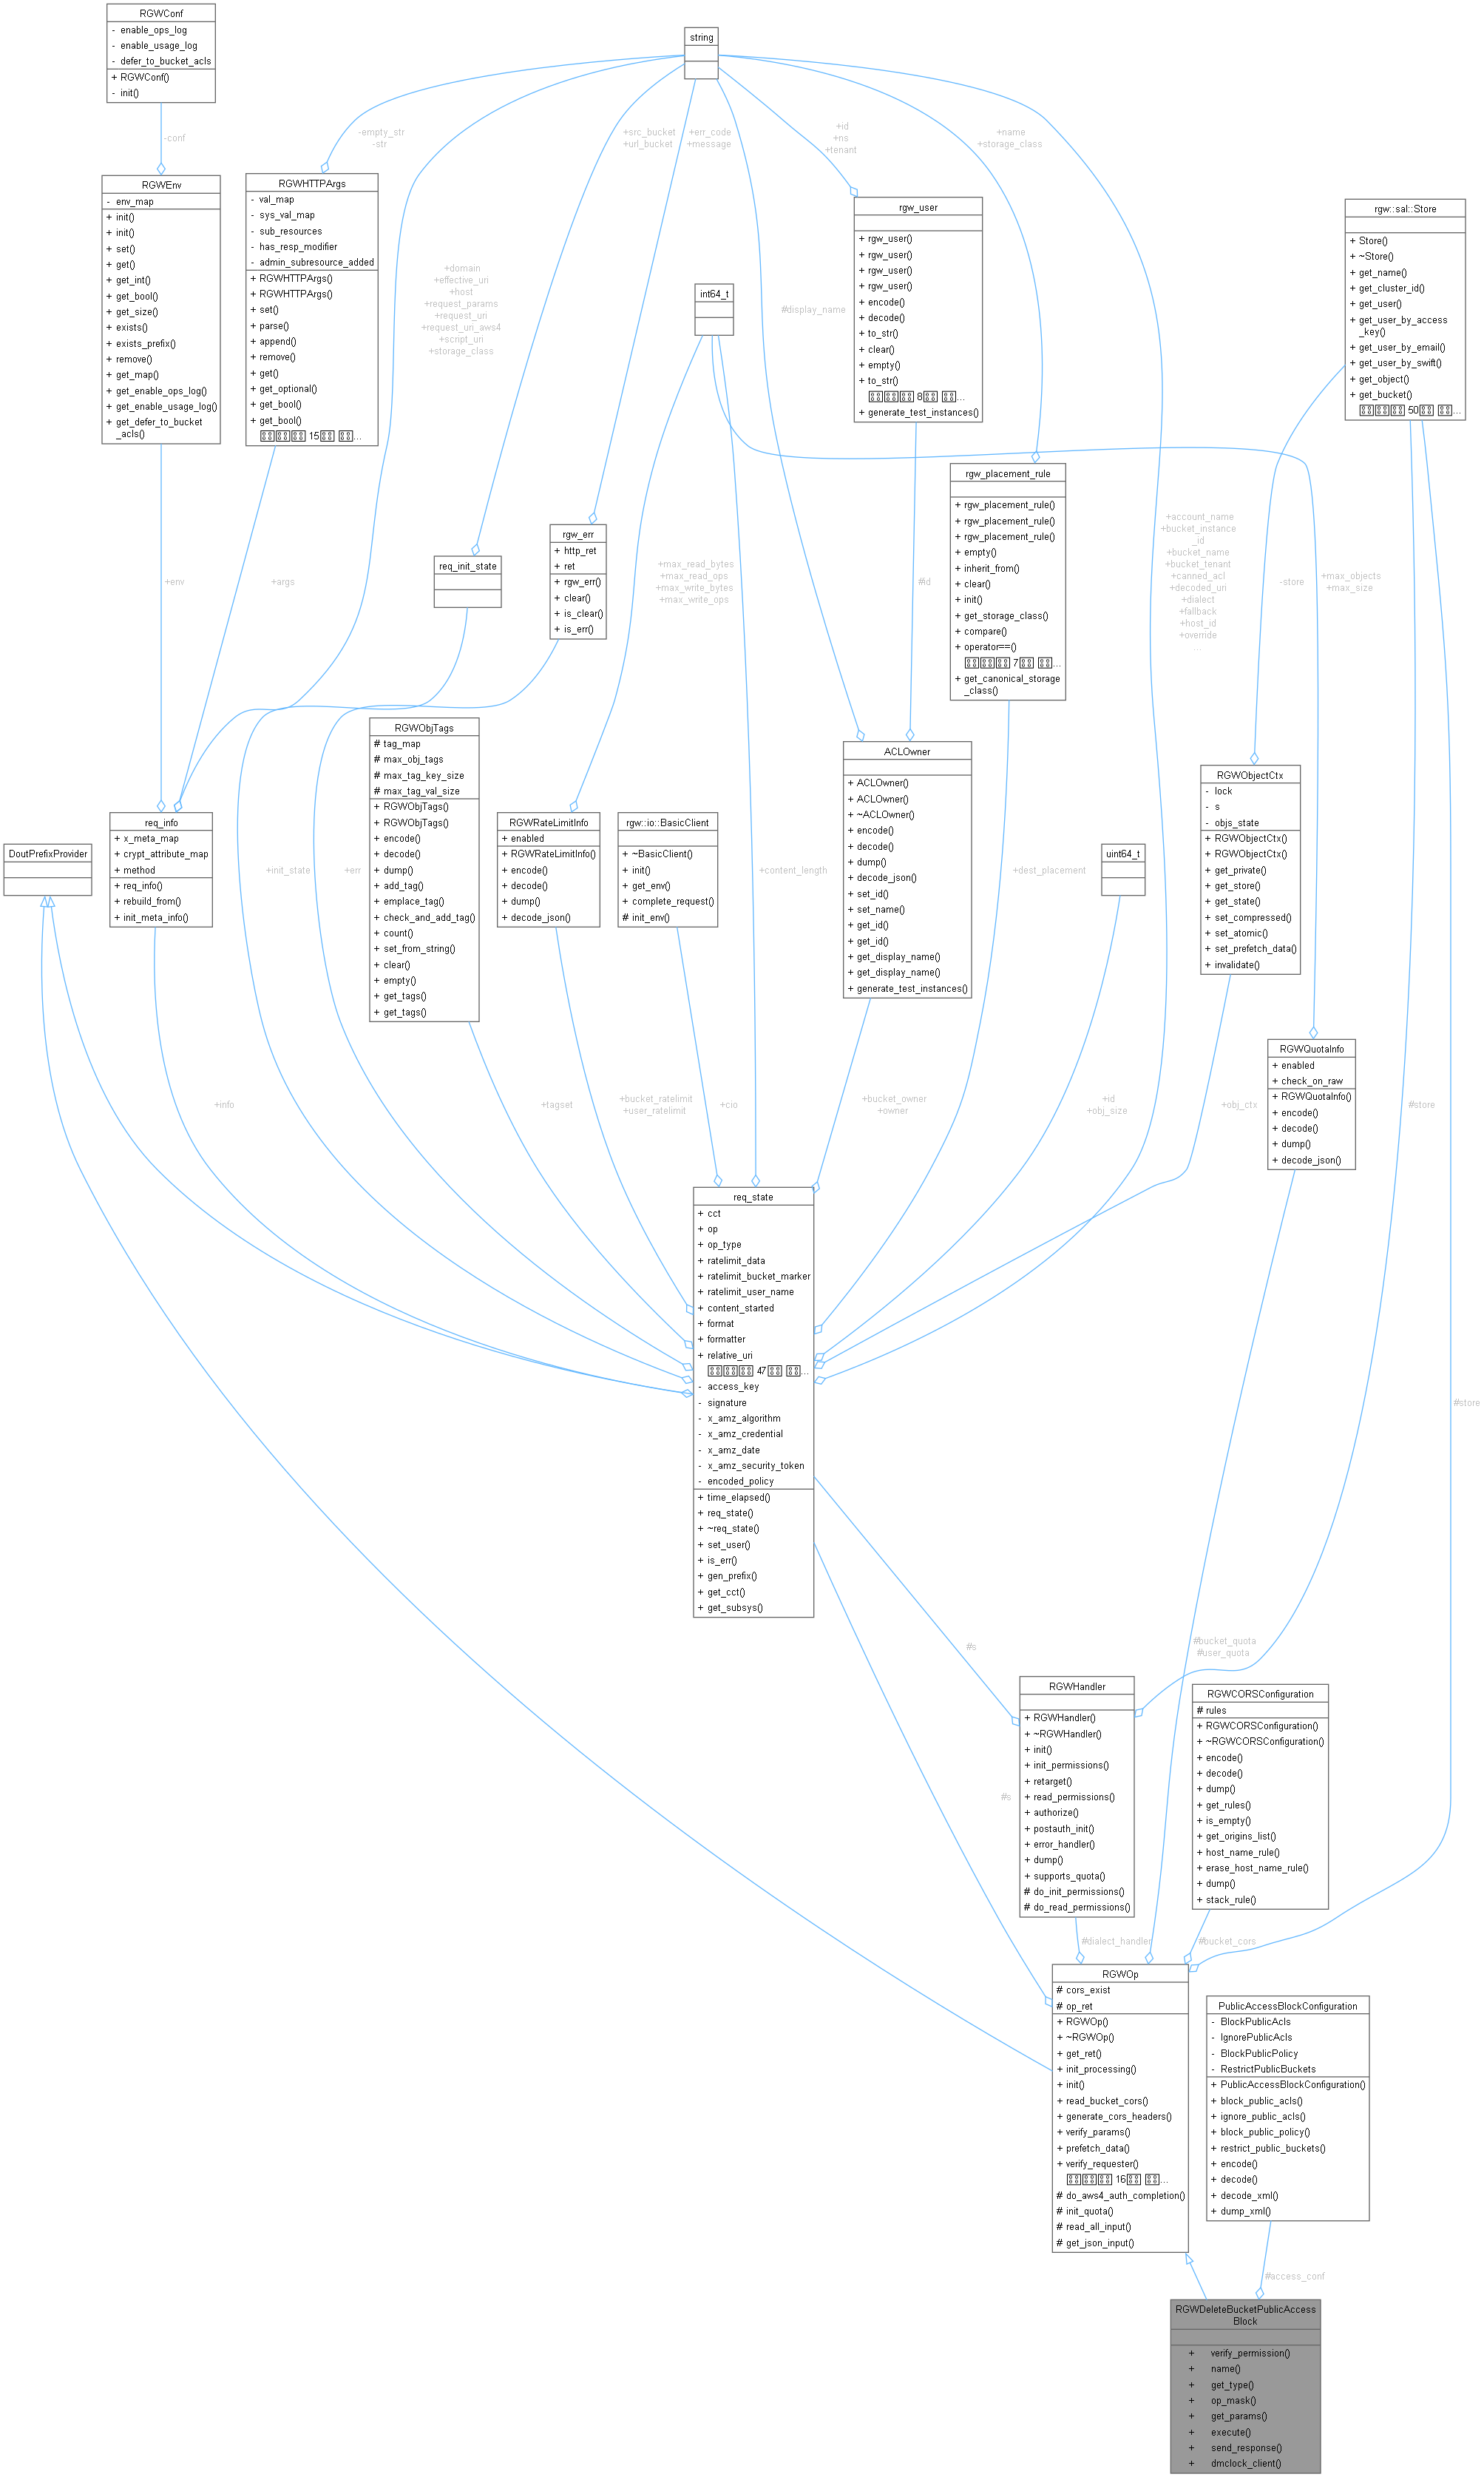 RGWConf
- enable_ops_log
- enable_usage_log
- defer_to_bucket_acls
+ RGWConf()
- init()
string
-conf
-empty_str
-str
+src_bucket
+url_bucket
+err_code
+message
+id
+ns
+tenant
+name
+storage_class
RGWEnv
- env_map
+ init()
+ init()
+ set()
+ get()
+ get_int()
+ get_bool()
+ get_size()
+ exists()
+ exists_prefix()
+ remove()
+ get_map()
+ get_enable_ops_log()
+ get_enable_usage_log()
+ get_defer_to_bucket
_acls()
RGWHTTPArgs
- val_map
- sys_val_map
- sub_resources
- has_resp_modifier
- admin_subresource_added
+ RGWHTTPArgs()
+ RGWHTTPArgs()
+ set()
+ parse()
+ append()
+ remove()
+ get()
+ get_optional()
+ get_bool()
+ get_bool()
15 ...
rgw_user
+ rgw_user()
+ rgw_user()
+ rgw_user()
+ rgw_user()
+ encode()
+ decode()
+ to_str()
+ clear()
+ empty()
+ to_str()
8 ...
+ generate_test_instances()
rgw::sal::Store
+ Store()
+ ~Store()
+ get_name()
+ get_cluster_id()
+ get_user()
+ get_user_by_access
_key()
+ get_user_by_email()
+ get_user_by_swift()
+ get_object()
+ get_bucket()
50 ...
+domain
+effective_uri
+host
+request_params
+request_uri
+request_uri_aws4
+script_uri
+storage_class
int64_t
#display_name
rgw_placement_rule
+ rgw_placement_rule()
+ rgw_placement_rule()
+ rgw_placement_rule()
+ empty()
+ inherit_from()
+ clear()
+ init()
+ get_storage_class()
+ compare()
+ operator==()
7 ...
+ get_canonical_storage
_class()
rgw_err
+ http_ret
+ ret
+ rgw_err()
+ clear()
+ is_clear()
+ is_err()
req_init_state
+env
+args
+max_read_bytes
+max_read_ops
+max_write_bytes
+max_write_ops
#id
+account_name
+bucket_instance
_id
+bucket_name
+bucket_tenant
+canned_acl
+decoded_uri
+dialect
+fallback
+host_id
+override
...
-store
+max_objects
+max_size
RGWObjTags
# tag_map
# max_obj_tags
# max_tag_key_size
# max_tag_val_size
+ RGWObjTags()
+ RGWObjTags()
+ encode()
+ decode()
+ dump()
+ add_tag()
+ emplace_tag()
+ check_and_add_tag()
+ count()
+ set_from_string()
+ clear()
+ empty()
+ get_tags()
+ get_tags()
ACLOwner
+ ACLOwner()
+ ACLOwner()
+ ~ACLOwner()
+ encode()
+ decode()
+ dump()
+ decode_json()
+ set_id()
+ set_name()
+ get_id()
+ get_id()
+ get_display_name()
+ get_display_name()
+ generate_test_instances()
RGWObjectCtx
- lock
- s
- objs_state
+ RGWObjectCtx()
+ RGWObjectCtx()
+ get_private()
+ get_store()
+ get_state()
+ set_compressed()
+ set_atomic()
+ set_prefetch_data()
+ invalidate()
req_info
+ x_meta_map
+ crypt_attribute_map
+ method
+ req_info()
+ rebuild_from()
+ init_meta_info()
RGWRateLimitInfo
+ enabled
+ RGWRateLimitInfo()
+ encode()
+ decode()
+ dump()
+ decode_json()
rgw::io::BasicClient
+ ~BasicClient()
+ init()
+ get_env()
+ complete_request()
# init_env()
DoutPrefixProvider
uint64_t
+init_state
+err
+content_length
+dest_placement
RGWQuotaInfo
+ enabled
+ check_on_raw
+ RGWQuotaInfo()
+ encode()
+ decode()
+ dump()
+ decode_json()
+info
+tagset
+bucket_ratelimit
+user_ratelimit
+cio
+bucket_owner
+owner
+id
+obj_size
+obj_ctx
#store
req_state
+ cct
+ op
+ op_type
+ ratelimit_data
+ ratelimit_bucket_marker
+ ratelimit_user_name
+ content_started
+ format
+ formatter
+ relative_uri
47 ...
- access_key
- signature
- x_amz_algorithm
- x_amz_credential
- x_amz_date
- x_amz_security_token
- encoded_policy
+ time_elapsed()
+ req_state()
+ ~req_state()
+ set_user()
+ is_err()
+ gen_prefix()
+ get_cct()
+ get_subsys()
#store
#s
#bucket_quota
#user_quota
RGWHandler
+ RGWHandler()
+ ~RGWHandler()
+ init()
+ init_permissions()
+ retarget()
+ read_permissions()
+ authorize()
+ postauth_init()
+ error_handler()
+ dump()
+ supports_quota()
# do_init_permissions()
# do_read_permissions()
RGWCORSConfiguration
# rules
+ RGWCORSConfiguration()
+ ~RGWCORSConfiguration()
+ encode()
+ decode()
+ dump()
+ get_rules()
+ is_empty()
+ get_origins_list()
+ host_name_rule()
+ erase_host_name_rule()
+ dump()
+ stack_rule()
#s
#dialect_handler
#bucket_cors
RGWOp
# cors_exist
# op_ret
+ RGWOp()
+ ~RGWOp()
+ get_ret()
+ init_processing()
+ init()
+ read_bucket_cors()
+ generate_cors_headers()
+ verify_params()
+ prefetch_data()
+ verify_requester()
16 ...
# do_aws4_auth_completion()
# init_quota()
# read_all_input()
# get_json_input()
PublicAccessBlockConfiguration
- BlockPublicAcls
- IgnorePublicAcls
- BlockPublicPolicy
- RestrictPublicBuckets
+ PublicAccessBlockConfiguration()
+ block_public_acls()
+ ignore_public_acls()
+ block_public_policy()
+ restrict_public_buckets()
+ encode()
+ decode()
+ decode_xml()
+ dump_xml()
#access_conf
RGWDeleteBucketPublicAccess
Block
+ verify_permission()
+ name()
+ get_type()
+ op_mask()
+ get_params()
+ execute()
+ send_response()
+ dmclock_client()